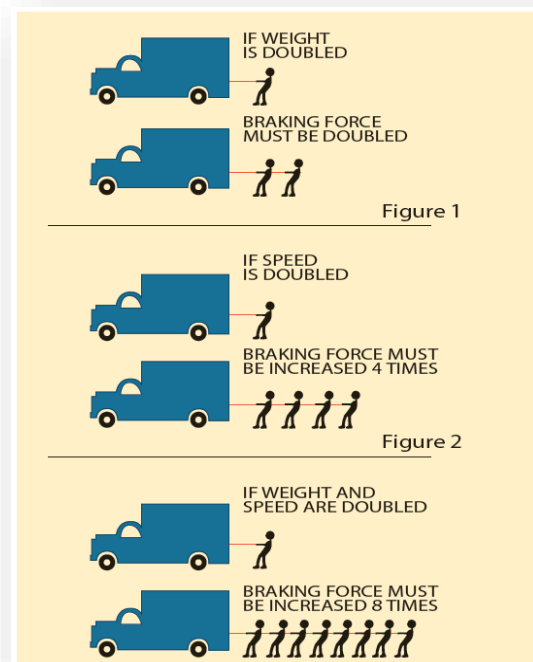 IF WEIGHT
IS DOUBLED
BRAKING FORCE
MUST BE DOUBLED
Figure 1
IF SPEED
IS DOUBLED
BRAKING FORCE MUST
BE INCREASED 4 TIMES
Figure 2
IF WEIGHT AND
SPEED ARE DOUBLED
BRAKING FORCE MUST
BE INCREASED 8 TIMES